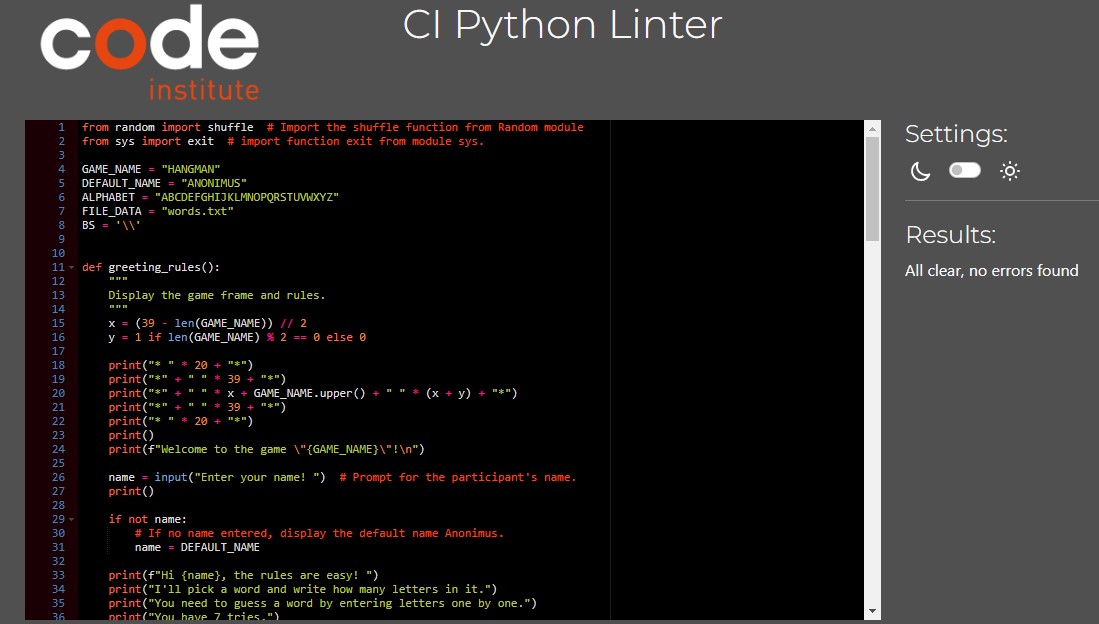 code
institute
CI Python Linter
1 from random import shuffle  # Import the shuffle function from Random module
2 from sys import exit  # import function exit from module sys.
3
4 GAME_NAME = "HANGMAN"
5 DEFAULT_NAME = "ANONIMUS"
6 ALPHABET = "ABCDEFGHIJKLMNOPQRSTUVWXYZ"
7 FILE_DATA = "words.txt"
8 BS = '\\'
9
10
11 def greeting_rules():
12     """
13     Display the game frame and rules.
14     """
15     x = (39 - len(GAME_NAME)) // 2
16     y = 1 if len(GAME_NAME) % 2 == 0 else 0
17
18     print("* " * 20 + "*")
19     print("*" + " " * 39 + "*")
20     print("*" + " " * x + GAME_NAME.upper() + " " * (x + y) + "*")
21     print("*" + " " * 39 + "*")
22     print("* " * 20 + "*")
23     print()
24     print(f"Welcome to the game \"{GAME_NAME}\"!\n")
25
26     name = input("Enter your name! ")  # Prompt for the participant's name.
27     print()
28
29     if not name:
30         # If no name entered, display the default name Anonimus.
31         name = DEFAULT_NAME
32
33     print(f"Hi {name}, the rules are easy! ")
34     print("I'll pick a word and write how many letters in it.")
35     print("You need to guess a word by entering letters one by one.")
36     print("You have 7 tries.")
Settings:
Results:
All clear, no errors found